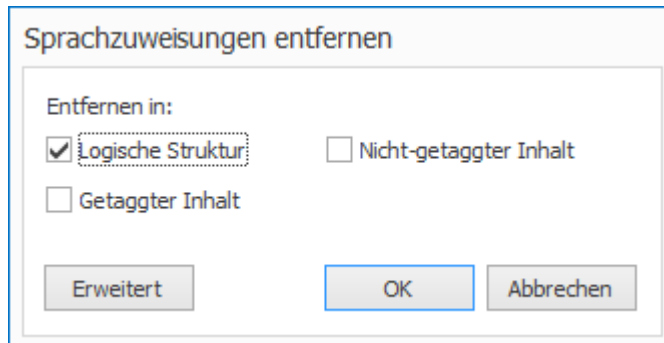 Sprachzuweisungen entfernen
Entfernen in:
Logische Struktur Nicht-getaggter Inhalt
Getaggter Inhalt
Erweitert OK Abbrechen